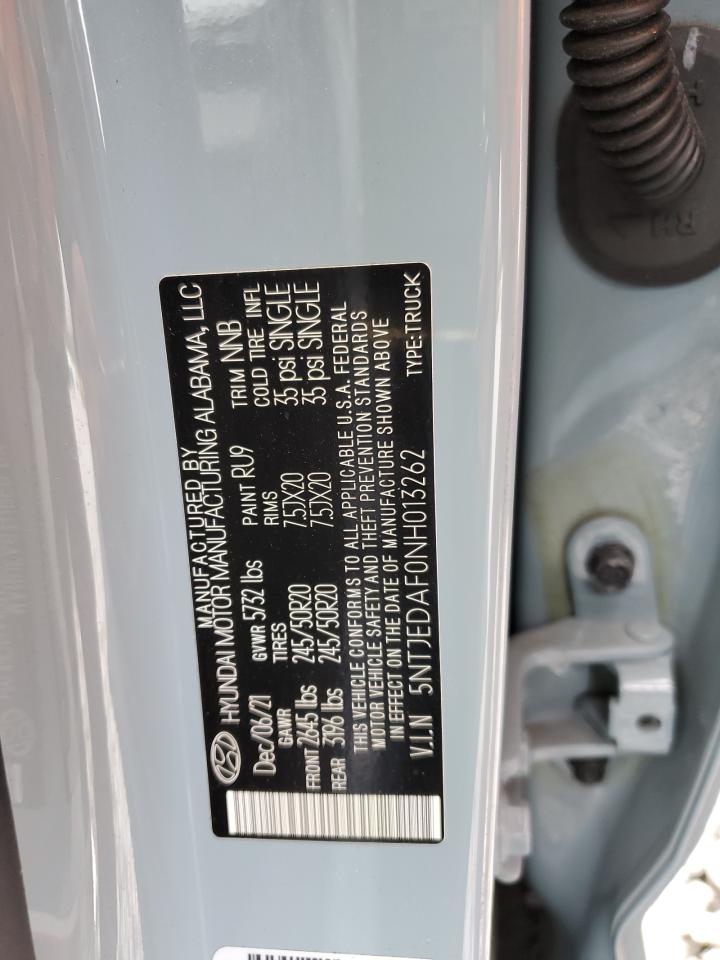 MANUFACTURED BY
HYUNDAI MOTOR MANUFACTURING ALABAMA, LLC
Dec/06/21 GVWR 5732 lbs PAINT RU9 TRIM NNB
GAWR TIRES RIMS COLD TIRE INFL
FRONT 2645 lbs 245/50R20 7.5JX20 35 psi SINGLE
REAR 3196 lbs 245/50R20 7.5JX20 35 psi SINGLE
THIS VEHICLE CONFORMS TO ALL APPLICABLE U.S.A. FEDERAL
MOTOR VEHICLE SAFETY AND THEFT PREVENTION STANDARDS
IN EFFECT ON THE DATE OF MANUFACTURE SHOWN ABOVE
V.I.N 5NTJEDAF0NH013262 TYPE:TRUCK
RH